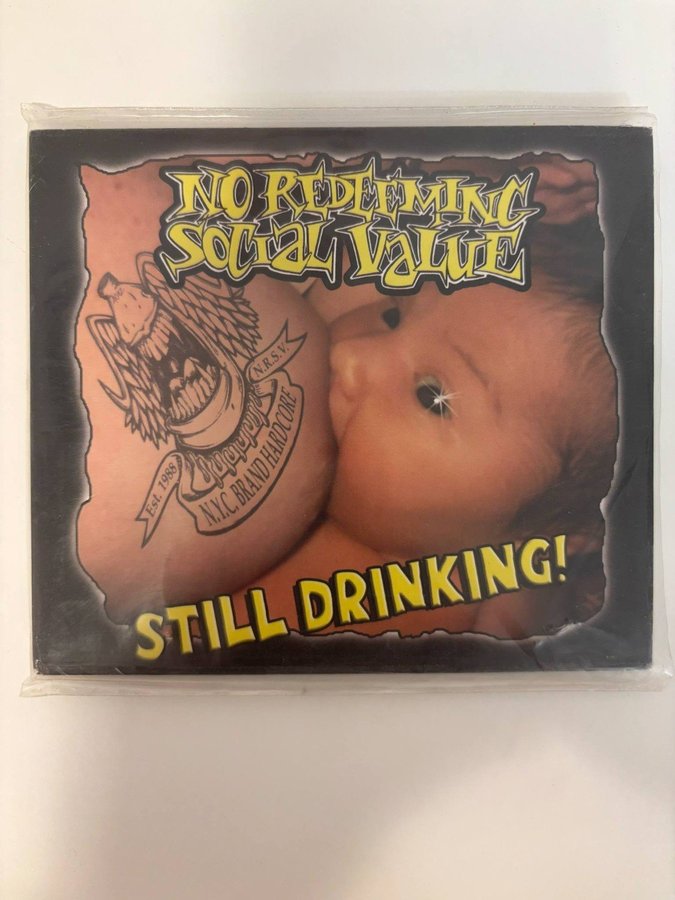 NO REDEEMING
SOCIAL VALUE
N.R.S.V.
Est. 1988
N.Y.C. BRAND HARDCORE
STILL DRINKING!